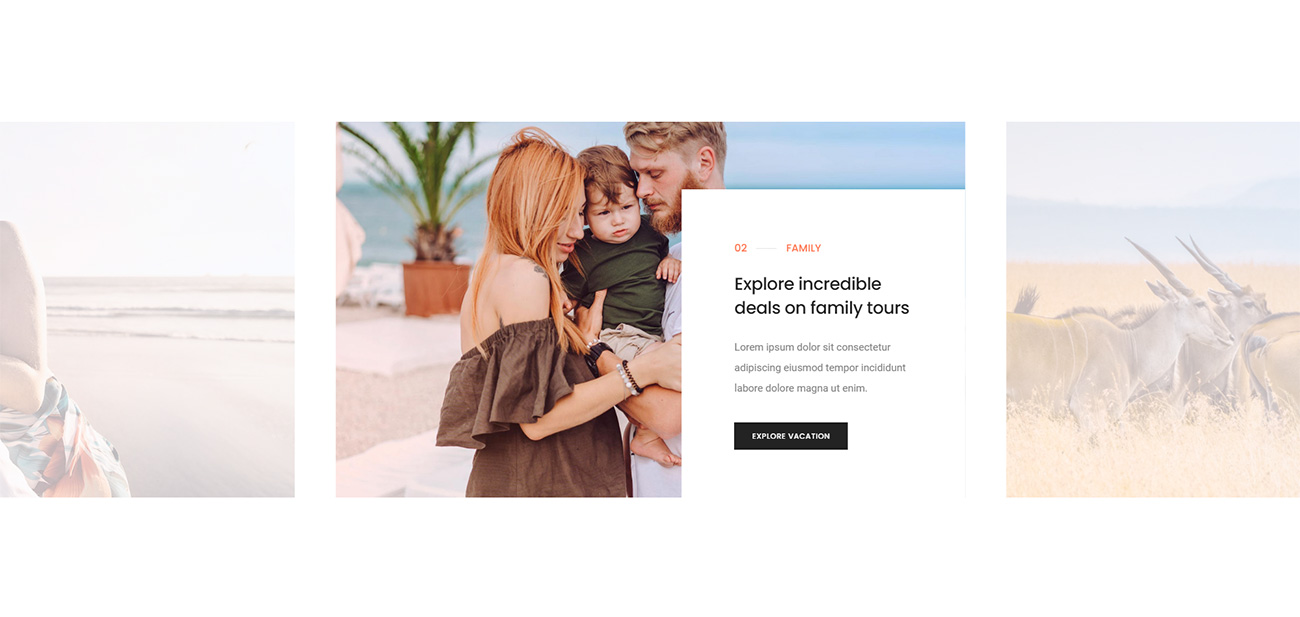 02 FAMILY
Explore incredible
deals on family tours
Lorem ipsum dolor sit consectetur
adipiscing eiusmod tempor incididunt
labore dolore magna ut enim.
EXPLORE VACATION